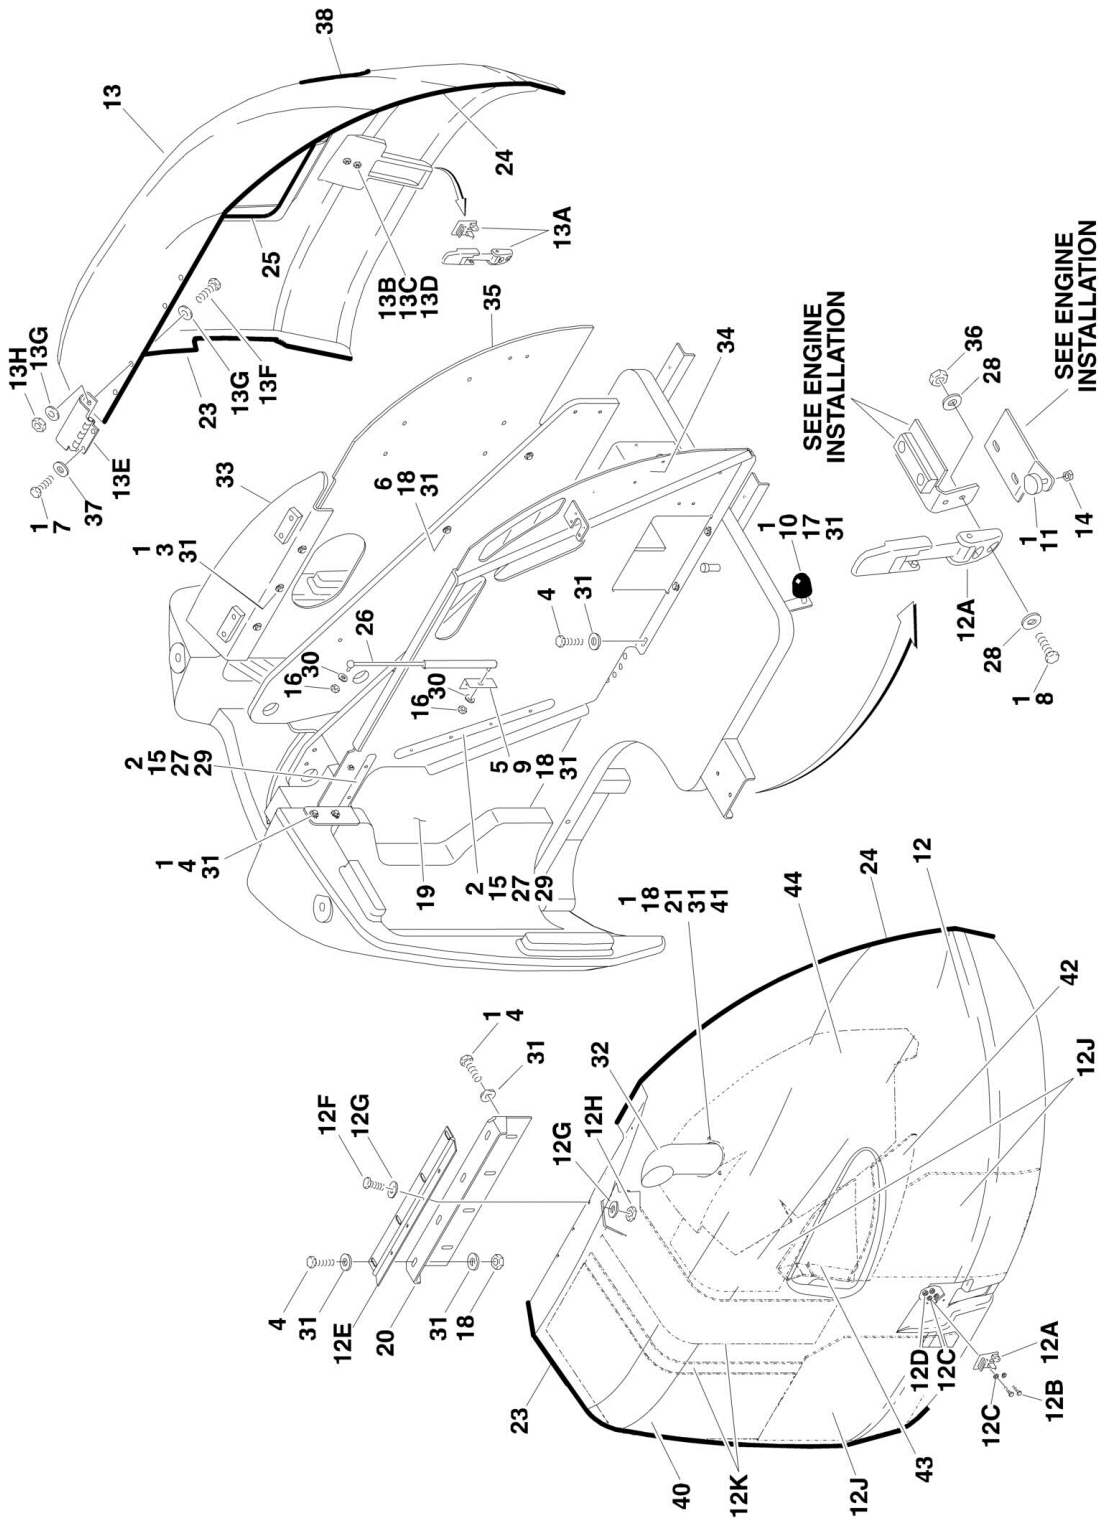 38
13
24
25
13A
13B
13C
13D
13H
13G
23
13G
13F
1
7
37
13E
35
33
34
1
3
31
6
18
31
SEE ENGINE
INSTALLATION
36
28
SEE ENGINE
INSTALLATION
1
11
14
1
10
17
31
12A
28
1
8
4
31
26
16
30
16
30
2
15
27
29
5
9
18
31
1
4
31
19
2
15
27
29
1
18
21
31
41
44
24
12
42
12J
1
4
31
32
12F
12G
12G
12H
4
31
12E
20
31
18
23
40
12K
12J
43
12D
12C
12A
12C
12B